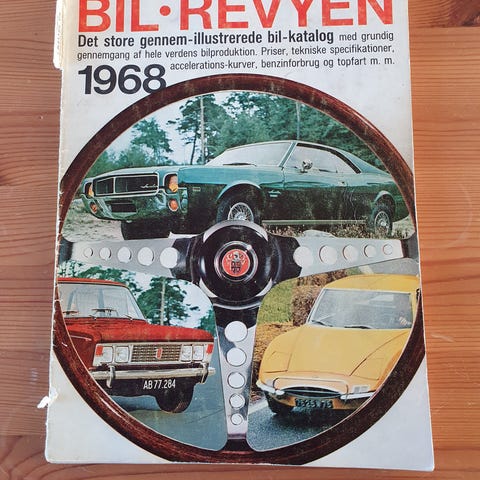 BIL·REVYEN
Det store gennem-illustrerede bil-katalog med grundig
gennemgang af hele verdens bilproduktion. Priser, tekniske specifikationer,
accelerations-kurver, benzinforbrug og topfart m. m.
1968
AB 77.284